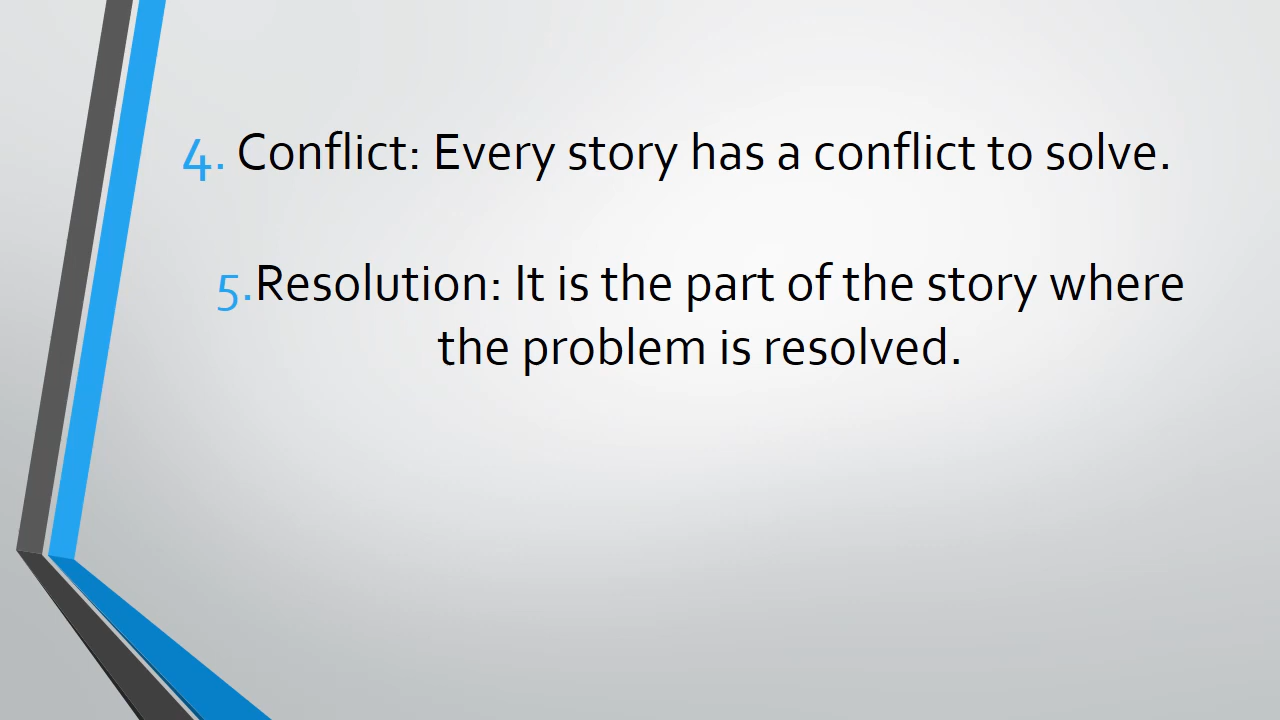 4. Conflict: Every story has a conflict to solve.
5.Resolution: It is the part of the story where
the problem is resolved.